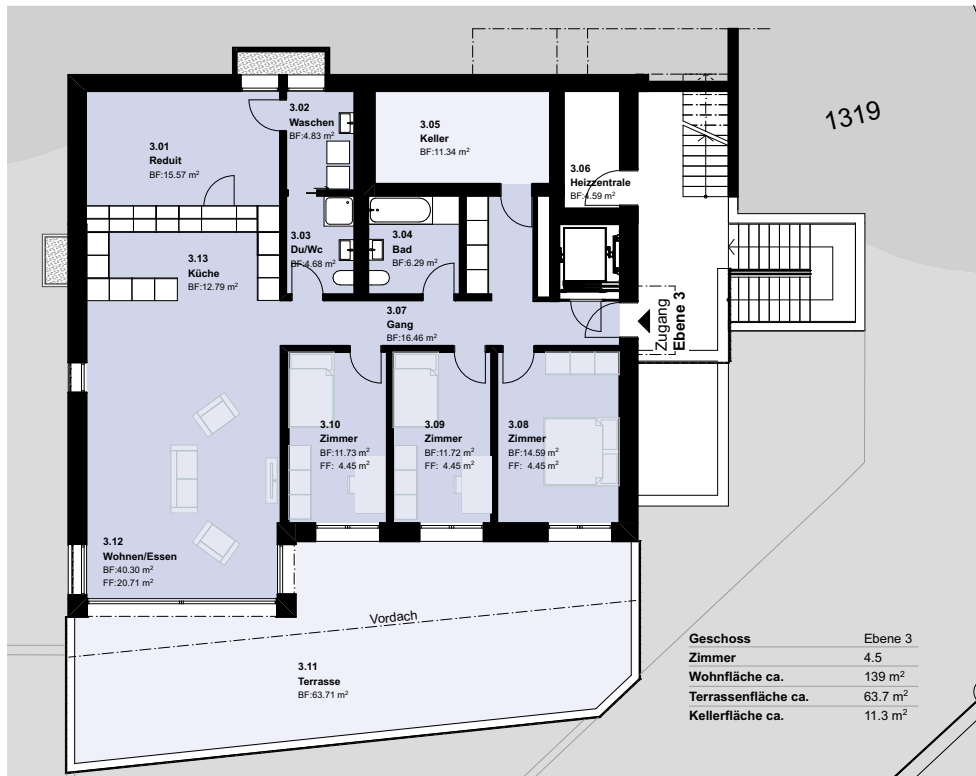 1319
3.01
Reduit
BF:15.57 m²
3.02
Waschen
BF:4.83 m²
3.05
Keller
BF:11.34 m²
3.06
Heizzentrale
BF:4.59 m²
3.13
Küche
BF:12.79 m²
3.03
Du/Wc
BF:4.68 m²
3.04
Bad
BF:6.29 m²
3.07
Gang
BF:16.46 m²
Zugang
Ebene 3
3.10
Zimmer
BF:11.73 m²
FF: 4.45 m²
3.09
Zimmer
BF:11.72 m²
FF: 4.45 m²
3.08
Zimmer
BF:14.59 m²
FF: 4.45 m²
3.12
Wohnen/Essen
BF:40.30 m²
FF:20.71 m²
Vordach
3.11
Terrasse
BF:63.71 m²
Geschoss Ebene 3
Zimmer 4.5
Wohnfläche ca. 139 m²
Terrassenfläche ca. 63.7 m²
Kellerfläche ca. 11.3 m²